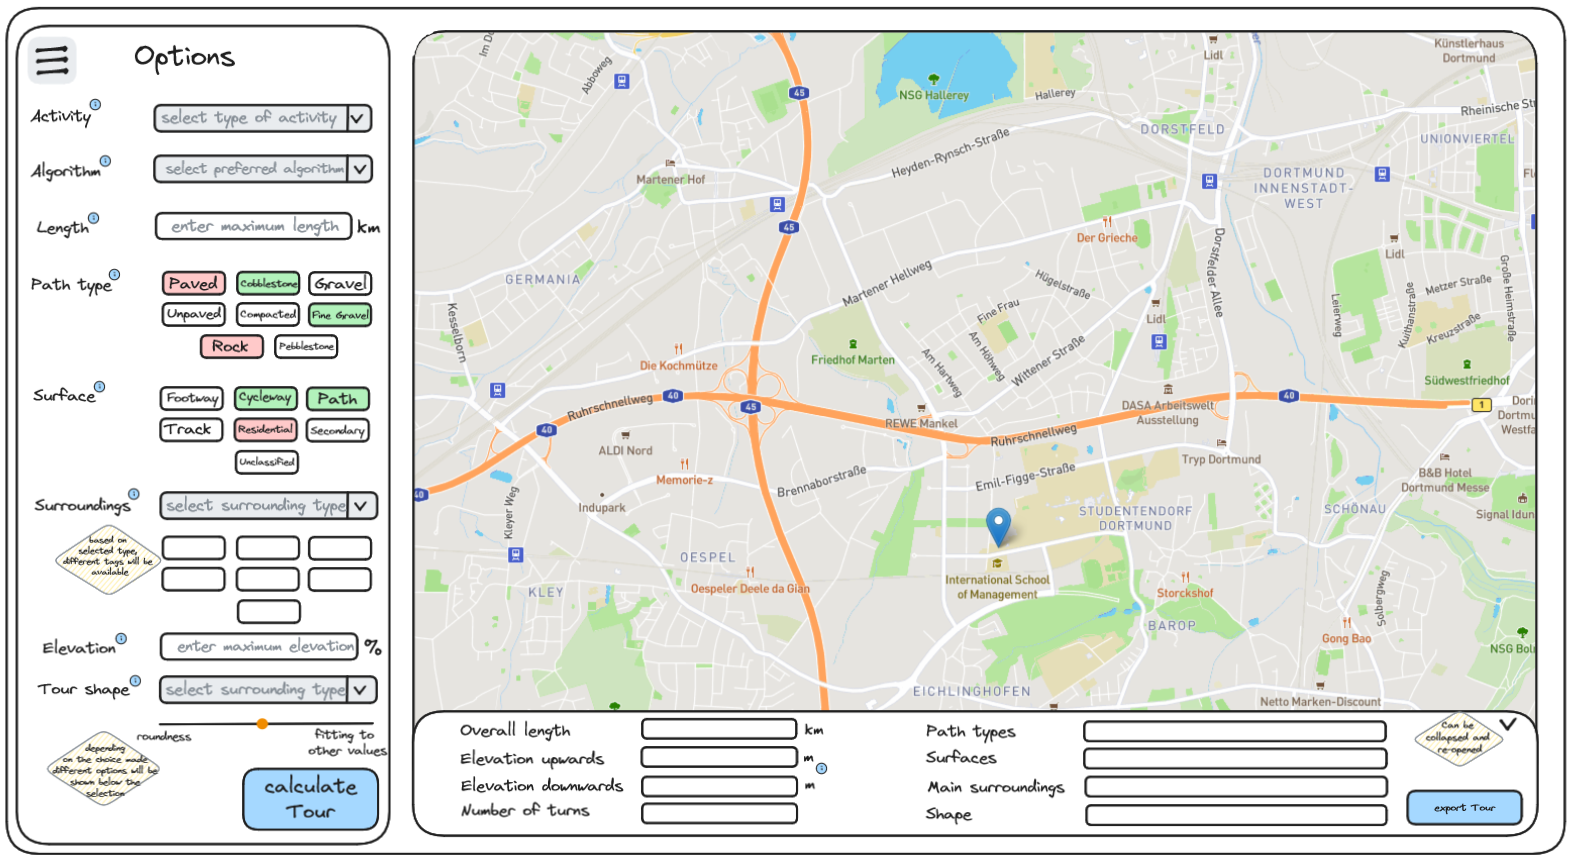 Options
Activity
select type of activity
Algorithm
select preferred algorithm
Length
enter maximum length
km
Path type
Paved
Cobblestone
Gravel
Unpaved
Compacted
Fine Gravel
Rock
Pebblestone
Surface
Footway
Cycleway
Path
Track
Residential
Secondary
Unclassified
Surroundings
select surrounding type
based on
selected type,
different tags will be
available
Elevation
enter maximum elevation
%
Tour shape
select surrounding type
roundness
fitting to
other values
depending
on the choice made
different options will be
shown below the
selection
calculate
Tour
Im Do
Abboweg
45
NSG Hallerey
Hallerey
Lidl
Künstlerhaus
Dortmund
Rheinische Str
DORSTFELD
UNIONVIERTEL
Heyden-Rynsch-Straße
Martener Hof
DORTMUND
INNENSTADT-
WEST
45
Der Grieche
Dorstfelder Allee
Lidl
GERMANIA
Martener Hellweg
Hügelstraße
Metzer Straße
Große Heimstraße
Kesselborn
Fine Frau
Lidl
Leierweg
Kuithanstraße
Kreuzstraße
Die Kochmütze
Friedhof Marten
Am Hartweg
Am Höhweg
Wittener Straße
Südwestfriedhof
Ruhrschnellweg
40
45
40
REWE Mankel
DASA Arbeitswelt
Ausstellung
40
1
Ruhrschnellweg
ALDI Nord
Tryp Dortmund
B&B Hotel
Dortmund Messe
Memorie-z
Brennaborstraße
Emil-Figge-Straße
40
Kleyer Weg
Indupark
STUDENTENDORF
DORTMUND
SCHÖNAU
Signal Idun
OESPEL
Oespeler Deele da Gian
International School
of Management
Storckshof
KLEY
BAROP
Gong Bao
Solbergweg
NSG Bol
EICHLINGHOFEN
Netto Marken-Discount
Overall length
km
Elevation upwards
m
Elevation downwards
m
Number of turns
Path types
Surfaces
Main surroundings
Shape
Can be
collapsed and
re-opened
export Tour